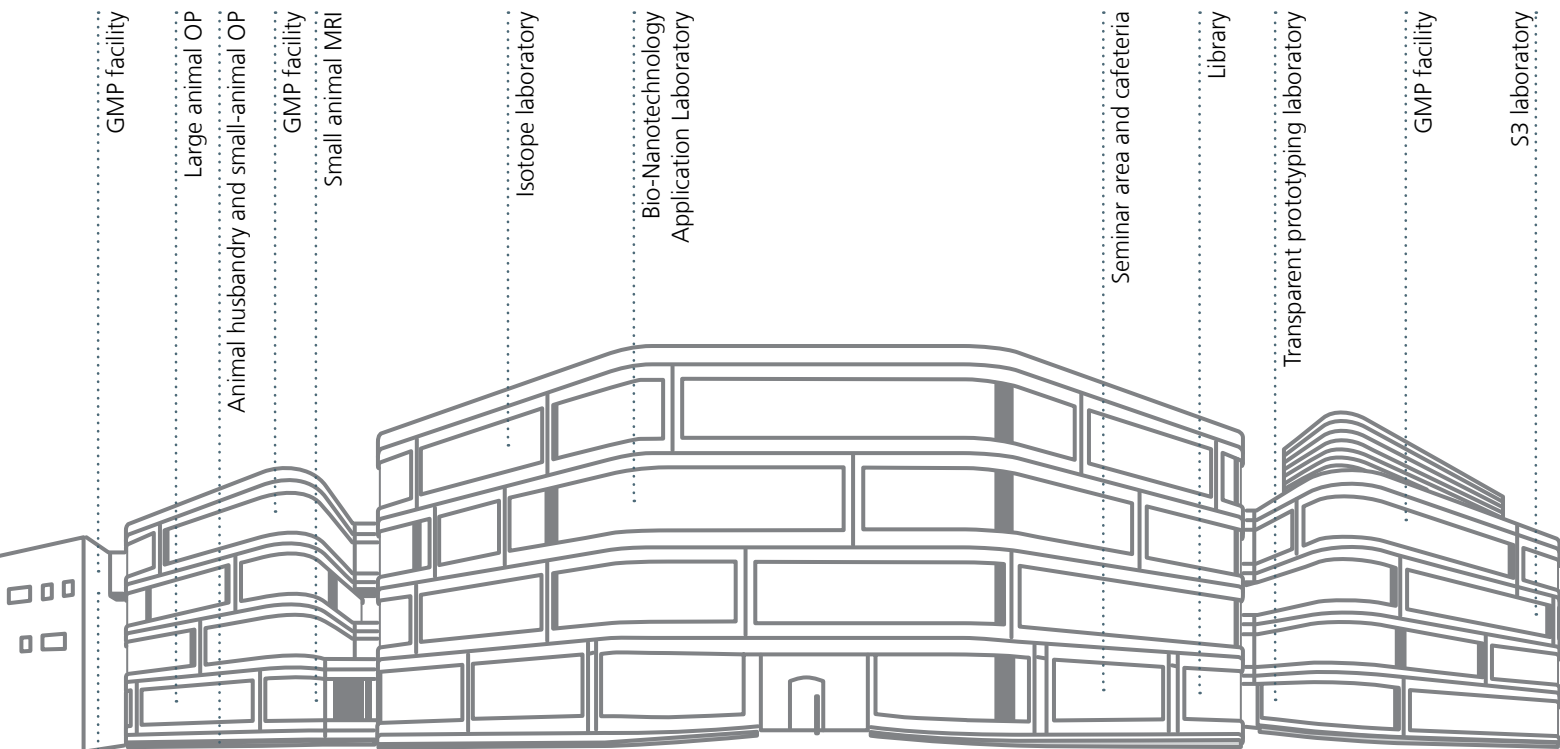 GMP facility
Large animal OP
Animal husbandry and small-animal OP
GMP facility
Small animal MRI
Isotope laboratory
Bio-Nanotechnology
Application Laboratory
Seminar area and cafeteria
Library
Transparent prototyping laboratory
GMP facility
S3 laboratory